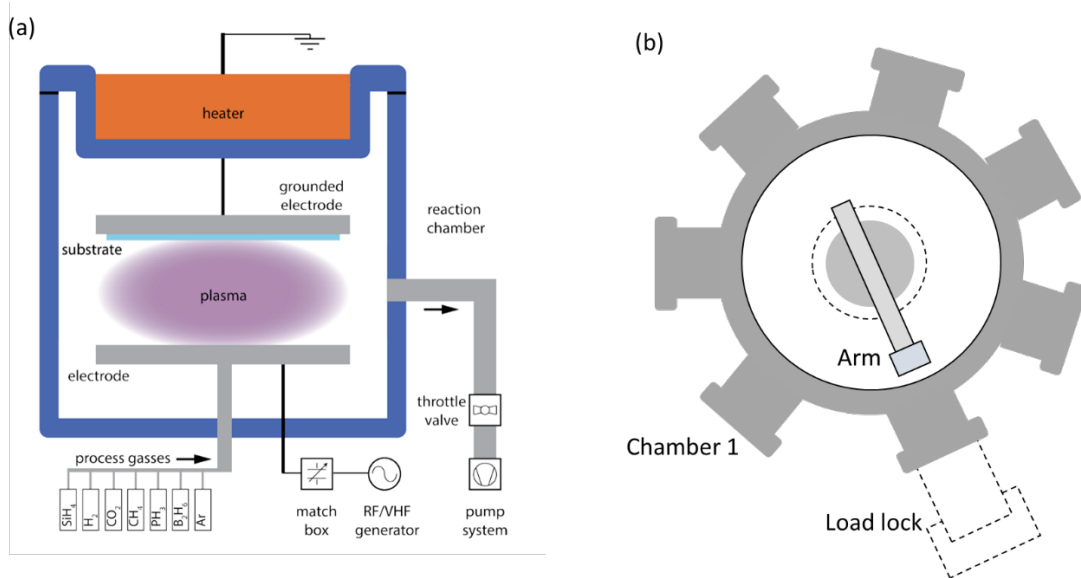 (a)
heater
grounded
electrode
substrate
reaction
chamber
plasma
electrode
throttle
valve
process gasses
SiH₄
H₂
CO₂
CH₄
PH₃
B₂H₆
Ar
match
box
RF/VHF
generator
pump
system
(b)
Arm
Chamber 1
Load lock